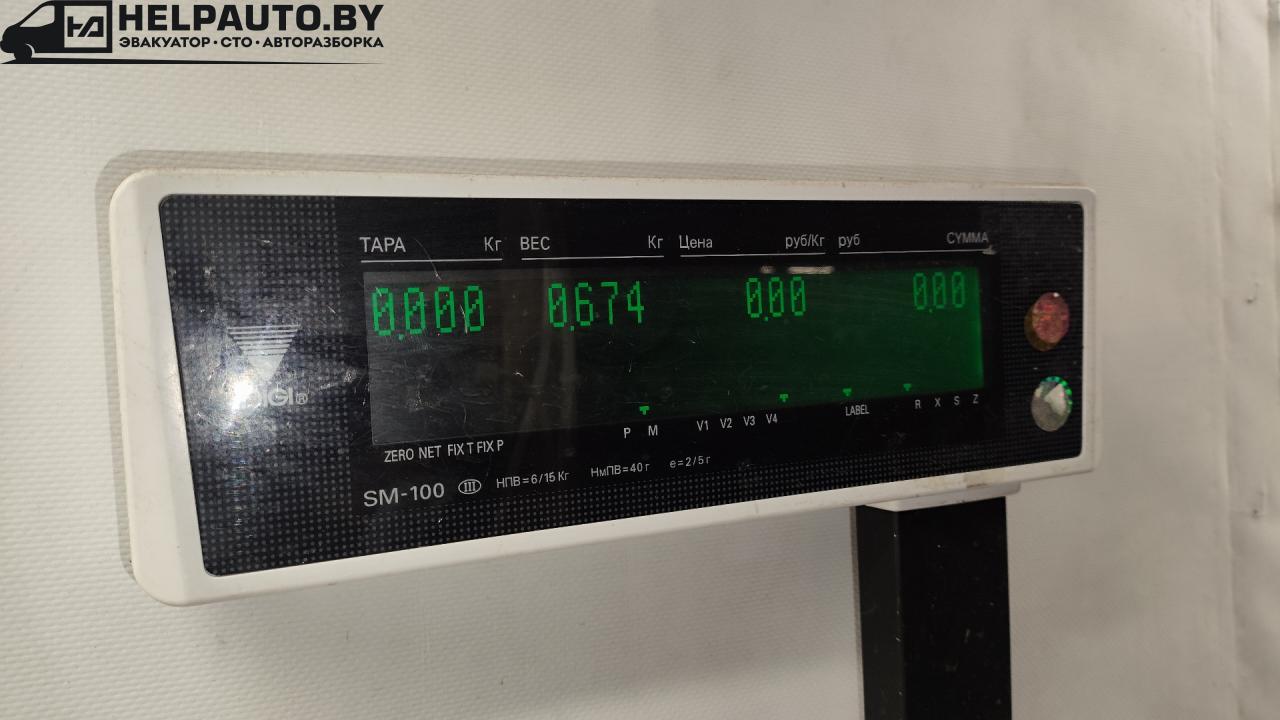 HELPAUTO.BY
ЭВАКУАТОР · СТО · АВТОРАЗБОРКА
ТАРА Кг ВЕС Кг Цена руб/Кг руб СУММА
0.000 0.674 0.00 0.00
DIGI®
P M V1 V2 V3 V4 LABEL R X S Z
ZERO NET FIX T FIX P
SM-100 III НПВ=6/15 Кг НмПВ=40 г e=2/5 г